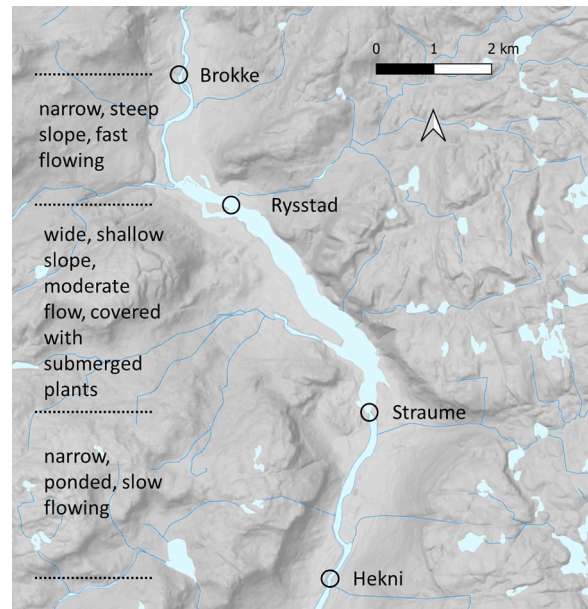 0 1 2 km
Brokke
narrow, steep
slope, fast
flowing
Rysstad
wide, shallow
slope,
moderate
flow, covered
with
submerged
plants
Straume
narrow,
ponded, slow
flowing
Hekni